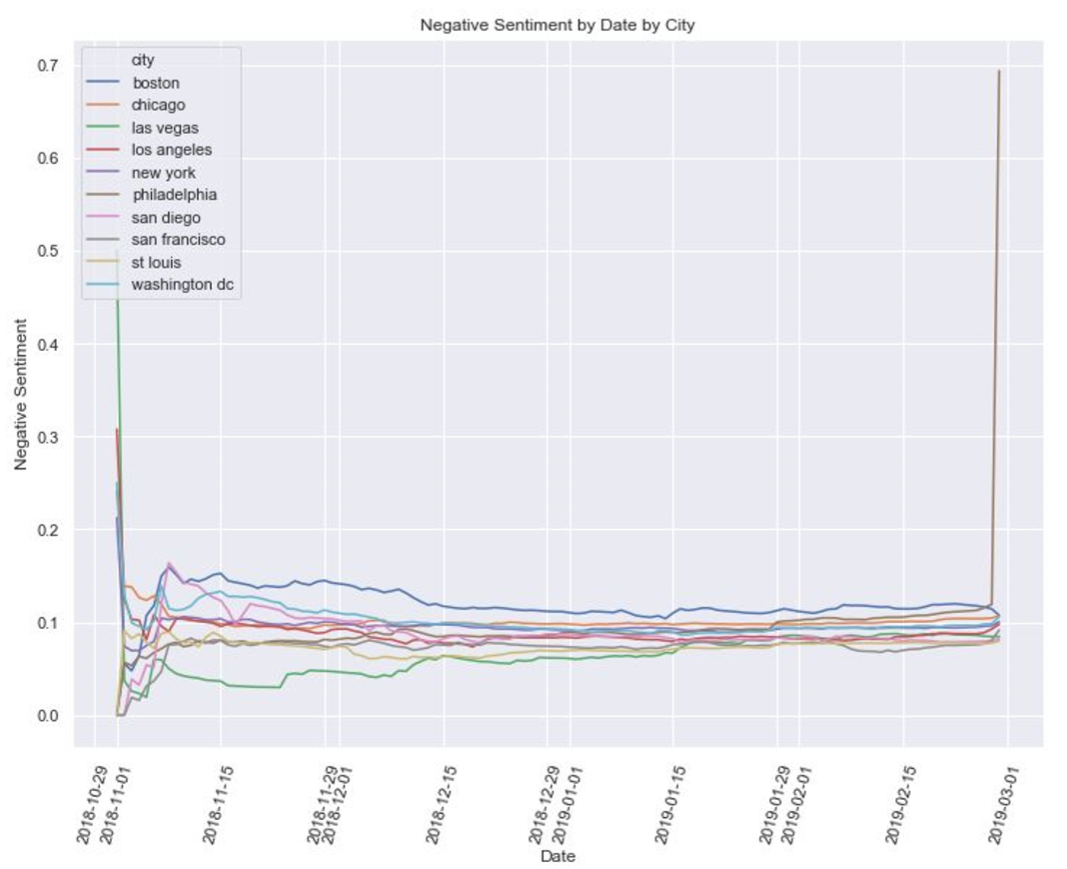 Negative Sentiment by Date by City
city
boston
chicago
las vegas
los angeles
new york
philadelphia
san diego
san francisco
st louis
washington dc
Negative Sentiment
0.7
0.6
0.5
0.4
0.3
0.2
0.1
0.0
2018-10-29
2018-11-01
2018-11-15
2018-11-29
2018-12-01
2018-12-15
2018-12-29
2019-01-01
2019-01-15
2019-01-29
2019-02-01
2019-02-15
2019-03-01
Date